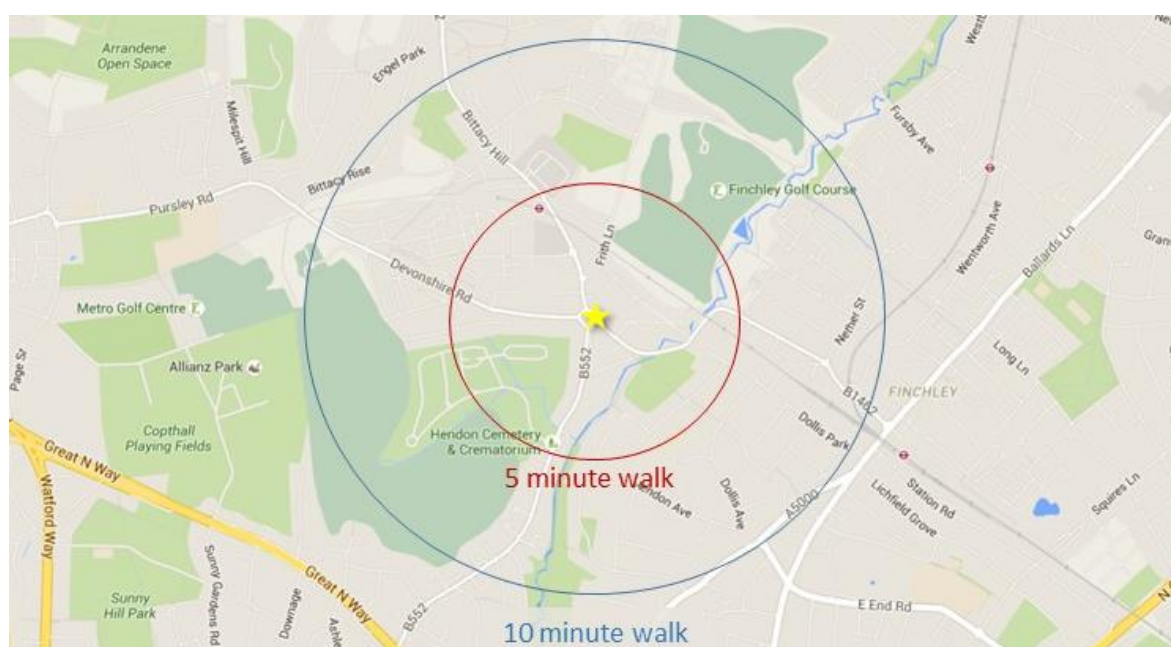 Arrandene
Open Space
Engel Park
Milespit Hill
Bittacy Hill
Bittacy Rise
Pursley Rd
Devonshire Rd
Frith Ln
Finchley Golf Course
Fursby Ave
Wentworth Ave
Ballards Ln
Metro Golf Centre
Allianz Park
Page St
Copthall
Playing Fields
Great N Way
Watford Way
B552
Hendon Cemetery
& Crematorium
5 minute walk
Nether St
Long Ln
FINCHLEY
B1462
Dollis Park
Station Rd
Lichfield Grove
Squires Ln
Dollis Ave
A5000
Sunny
Hill Park
Sunny Gardens Rd
Downage
Great N Way
B552
E End Rd
10 minute walk